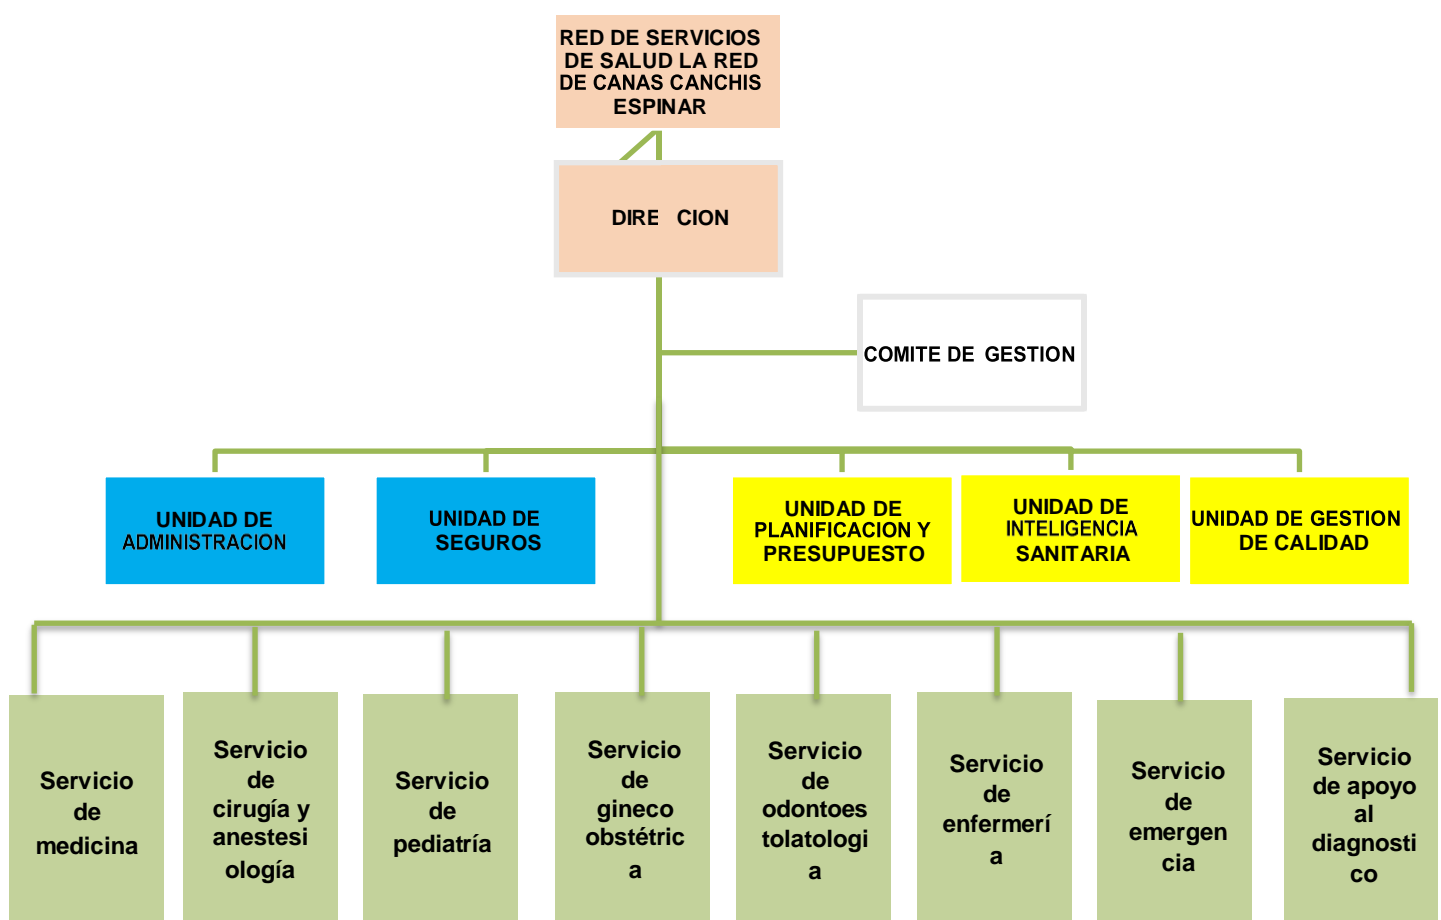 RED DE SERVICIOS
DE SALUD LA RED
DE CANAS CANCHIS
ESPINAR
DIRE CION
COMITE DE GESTION
UNIDAD DE
ADMINISTRACION
UNIDAD DE
SEGUROS
UNIDAD DE
PLANIFICACION Y
PRESUPUESTO
UNIDAD DE
INTELIGENCIA
SANITARIA
UNIDAD DE GESTION
DE CALIDAD
Servicio
de
medicina
Servicio
de
cirugía y
anestesi
ología
Servicio
de
pediatría
Servicio
de
gineco
obstétric
a
Servicio
de
odontoes
tolatologi
a
Servicio
de
enfermerí
a
Servicio
de
emergen
cia
Servicio
de apoyo
al
diagnosti
co